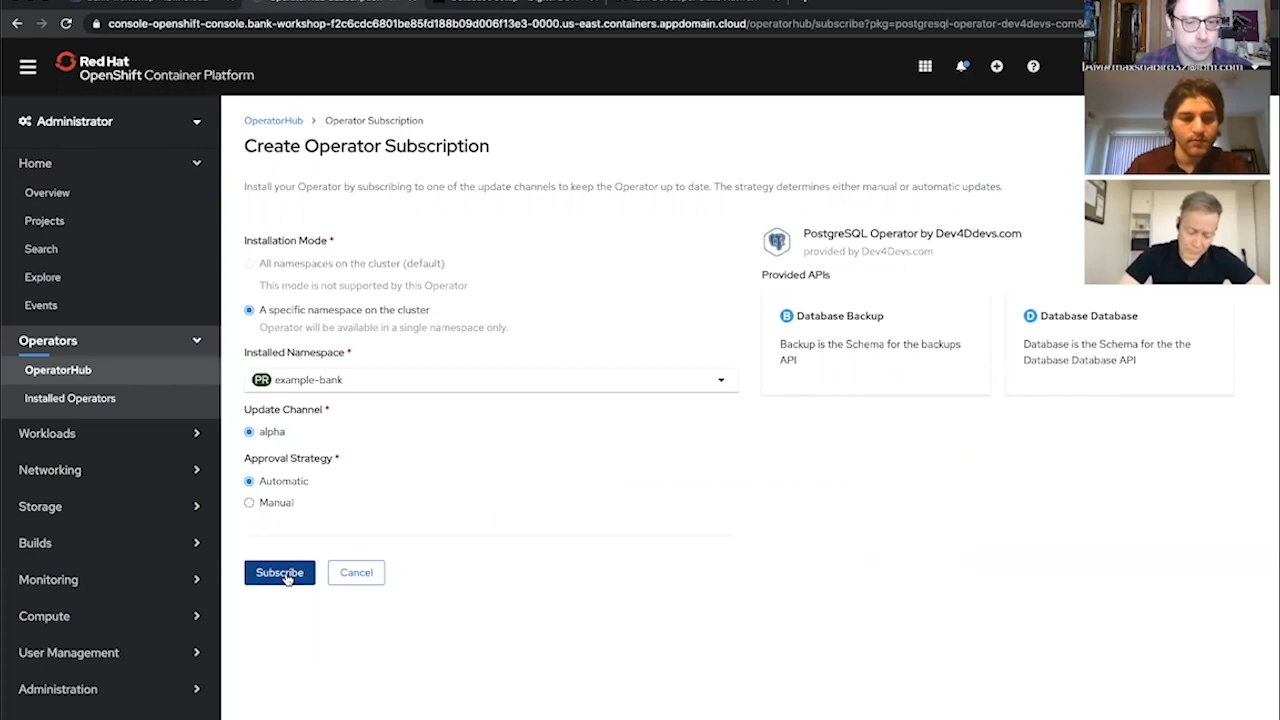 console-openshift-console.bank-workshop-f2c6cdc6801be85fd188b09d006f13e3-0000.us-east.containers.appdomain.cloud/operatorhub/subscribe?pkg=postgresql-operator-dev4devs-com&
Red Hat
OpenShift Container Platform
IAM#maxshapiro32@ibm.com
Administrator
Home
Overview
Projects
Search
Explore
Events
Operators
OperatorHub
Installed Operators
Workloads
Networking
Storage
Builds
Monitoring
Compute
User Management
Administration
OperatorHub > Operator Subscription
Create Operator Subscription
Install your Operator by subscribing to one of the update channels to keep the Operator up to date. The strategy determines either manual or automatic updates.
Installation Mode *
All namespaces on the cluster (default)
This mode is not supported by this Operator
A specific namespace on the cluster
Operator will be available in a single namespace only.
Installed Namespace *
PR example-bank
Update Channel *
alpha
Approval Strategy *
Automatic
Manual
Subscribe
Cancel
PostgreSQL Operator by Dev4Ddevs.com
provided by Dev4Devs.com
Provided APIs
B Database Backup
Backup is the Schema for the backups
API
D Database Database
Database is the Schema for the the
Database Database API